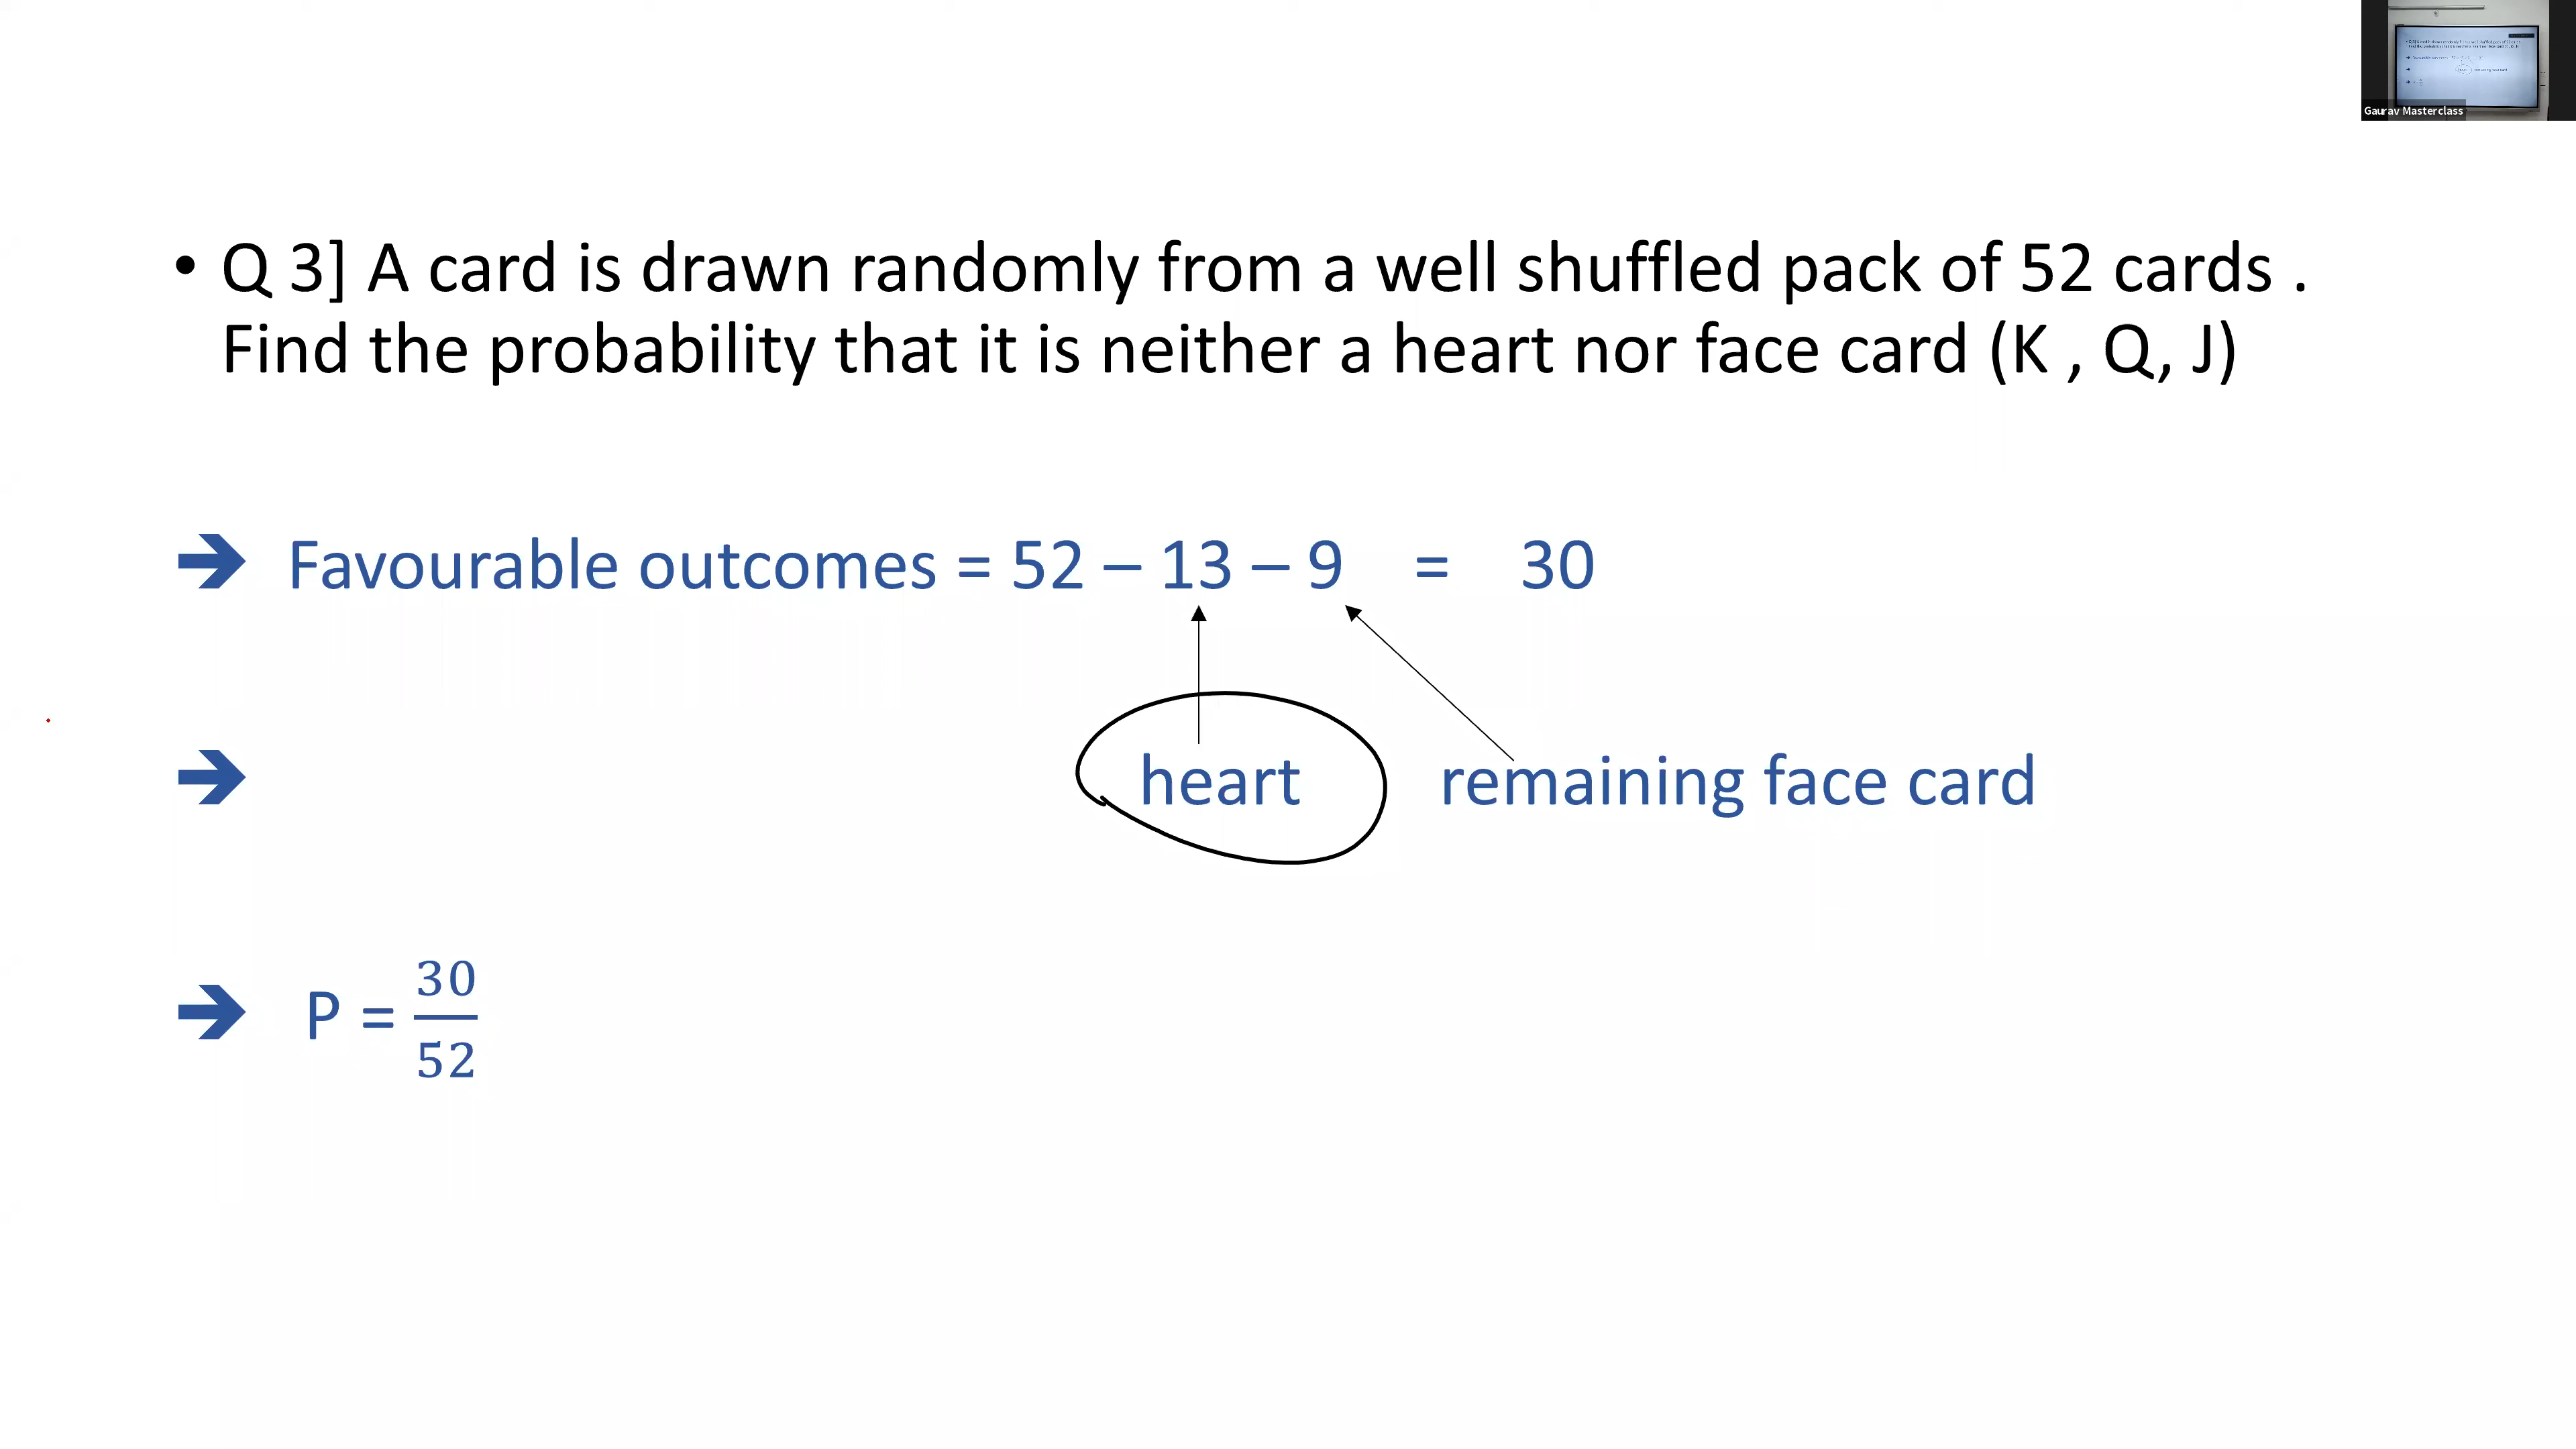 Gaurav Masterclass
• Q 3] A card is drawn randomly from a well shuffled pack of 52 cards .
Find the probability that it is neither a heart nor face card (K , Q, J)
➔ Favourable outcomes = 52 – 13 – 9 = 30
➔ heart remaining face card
➔ P = 30/52